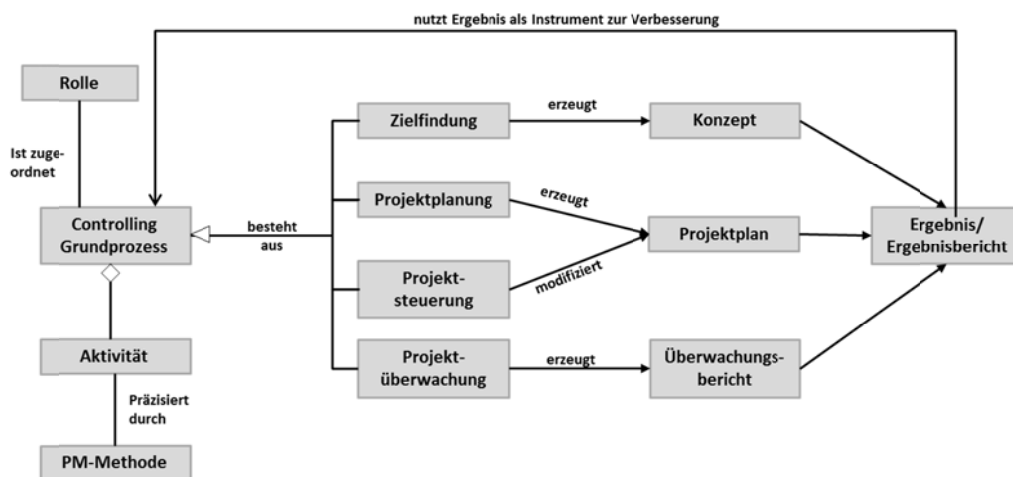 nutzt Ergebnis als Instrument zur Verbesserung
Rolle
Ist zuge-
ordnet
Controlling
Grundprozess
besteht
aus
Aktivität
Präzisiert
durch
PM-Methode
Zielfindung
erzeugt
Konzept
Projektplanung
erzeugt
Projektplan
Projekt-
steuerung
modifiziert
Projekt-
überwachung
erzeugt
Überwachungs-
bericht
Ergebnis/
Ergebnisbericht